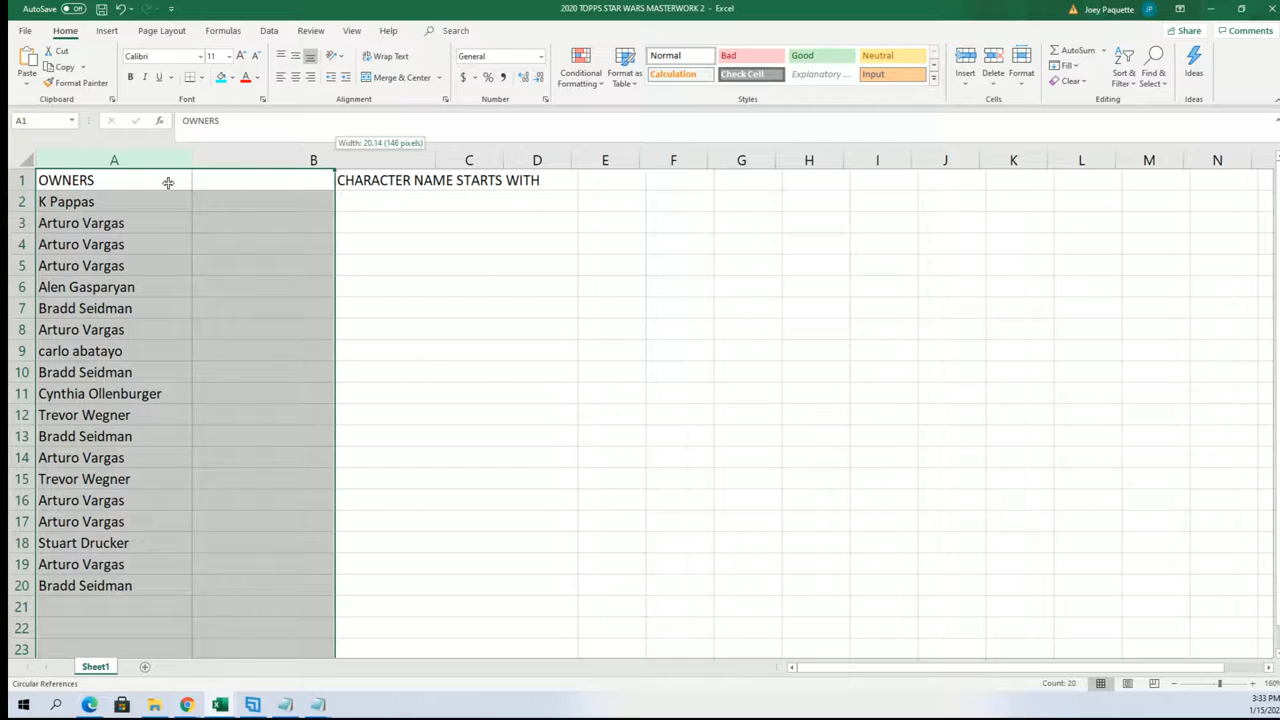 AutoSave Off 2020 TOPPS STAR WARS MASTERWORK 2 - Excel Joey Paquette JP
File Home Insert Page Layout Formulas Data Review View Help Search Share Comments
Paste Cut Copy Format Painter Clipboard
Calibri 11 A A B I U A Font
Wrap Text Merge & Center Alignment
General $ % Number
Conditional Formatting Format as Table
Normal Bad Good Neutral
Calculation Check Cell Explanatory ... Input
Styles
Insert Delete Format Cells
AutoSum Fill Clear Sort & Filter Find & Select Editing
Ideas Ideas
A1 fx OWNERS
Width: 20.14 (146 pixels)
A B C D E F G H I J K L M N
1 OWNERS CHARACTER NAME STARTS WITH
2 K Pappas
3 Arturo Vargas
4 Arturo Vargas
5 Arturo Vargas
6 Alen Gasparyan
7 Bradd Seidman
8 Arturo Vargas
9 carlo abatayo
10 Bradd Seidman
11 Cynthia Ollenburger
12 Trevor Wegner
13 Bradd Seidman
14 Arturo Vargas
15 Trevor Wegner
16 Arturo Vargas
17 Arturo Vargas
18 Stuart Drucker
19 Arturo Vargas
20 Bradd Seidman
21
22
23
Sheet1
Circular References Count: 20 160%
3:33 PM